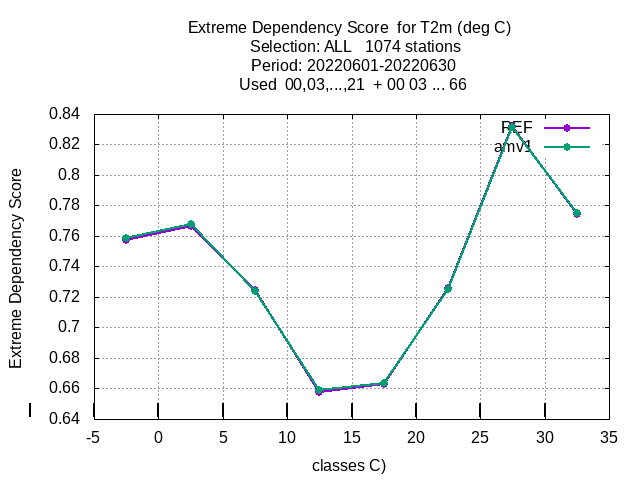 Extreme Dependency Score  for T2m (deg C)
Selection: ALL   1074 stations
Period: 20220601-20220630
Used  00,03,...,21  + 00 03 ... 66
Extreme Dependency Score
0.84
0.82
0.8
0.78
0.76
0.74
0.72
0.7
0.68
0.66
0.64
REF
amv1
-5
0
5
10
15
20
25
30
35
classes C)